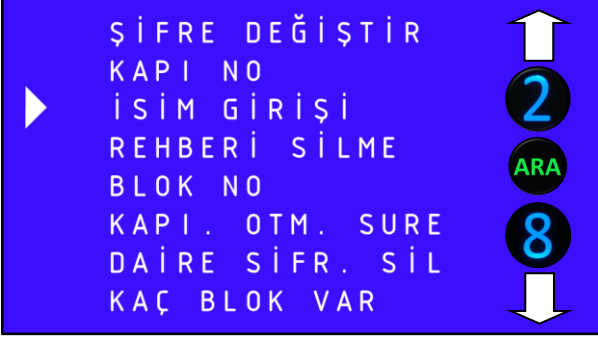 ŞİFRE DEĞİŞTİR
KAPI NO
İSİM GİRİŞİ
REHBERİ SİLME
BLOK NO
KAPI. OTM. SURE
DAİRE SİFR. SİL
KAÇ BLOK VAR
2
ARA
8